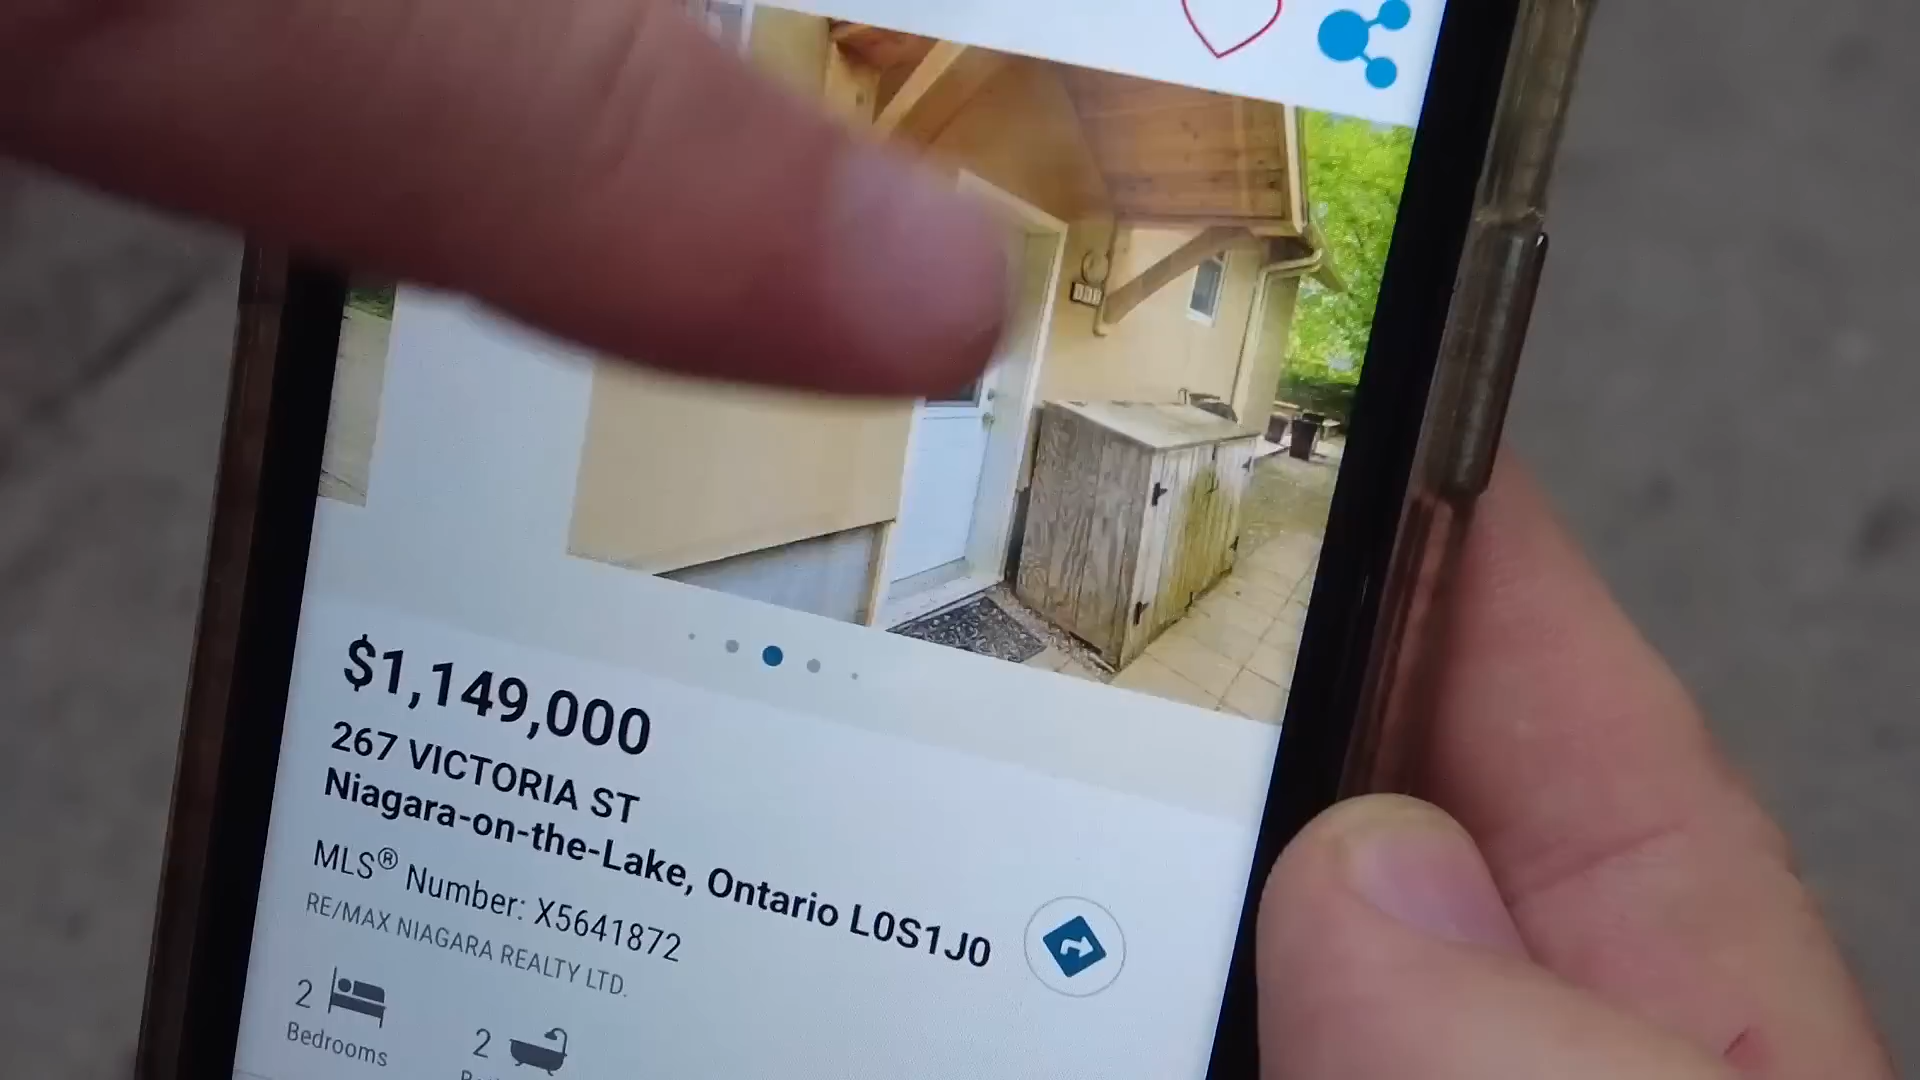 $1,149,000
267 VICTORIA ST
Niagara-on-the-Lake, Ontario L0S1J0
MLS® Number: X5641872
RE/MAX NIAGARA REALTY LTD.
2
Bedrooms
2